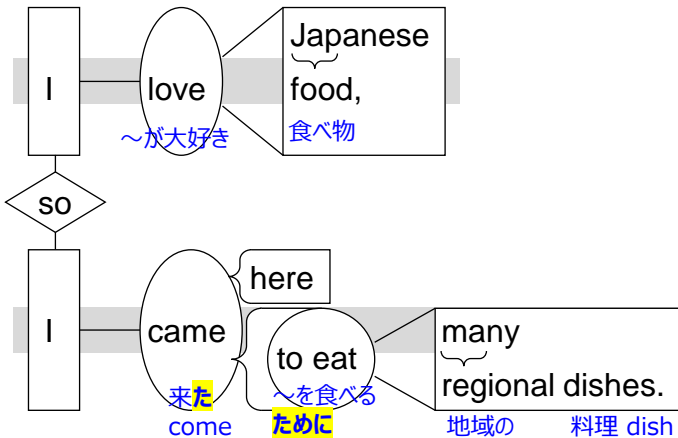 Japanese
I love food,
～が大好き 食べ物
so
here
I came to eat many
regional dishes.
来た ～を食べる
come ために 地域の 料理 dish